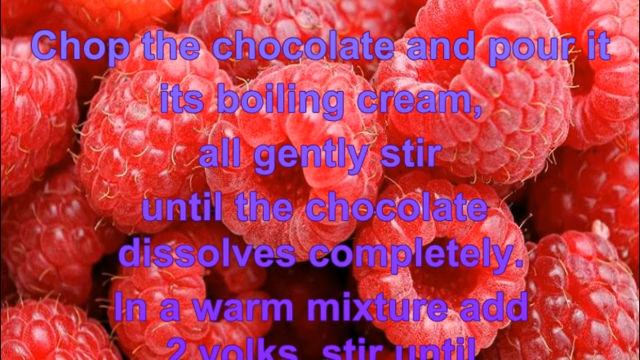 Chop the chocolate and pour it
its boiling cream,
all gently stir
until the chocolate
dissolves completely.
In a warm mixture add
2 yolks, stir until